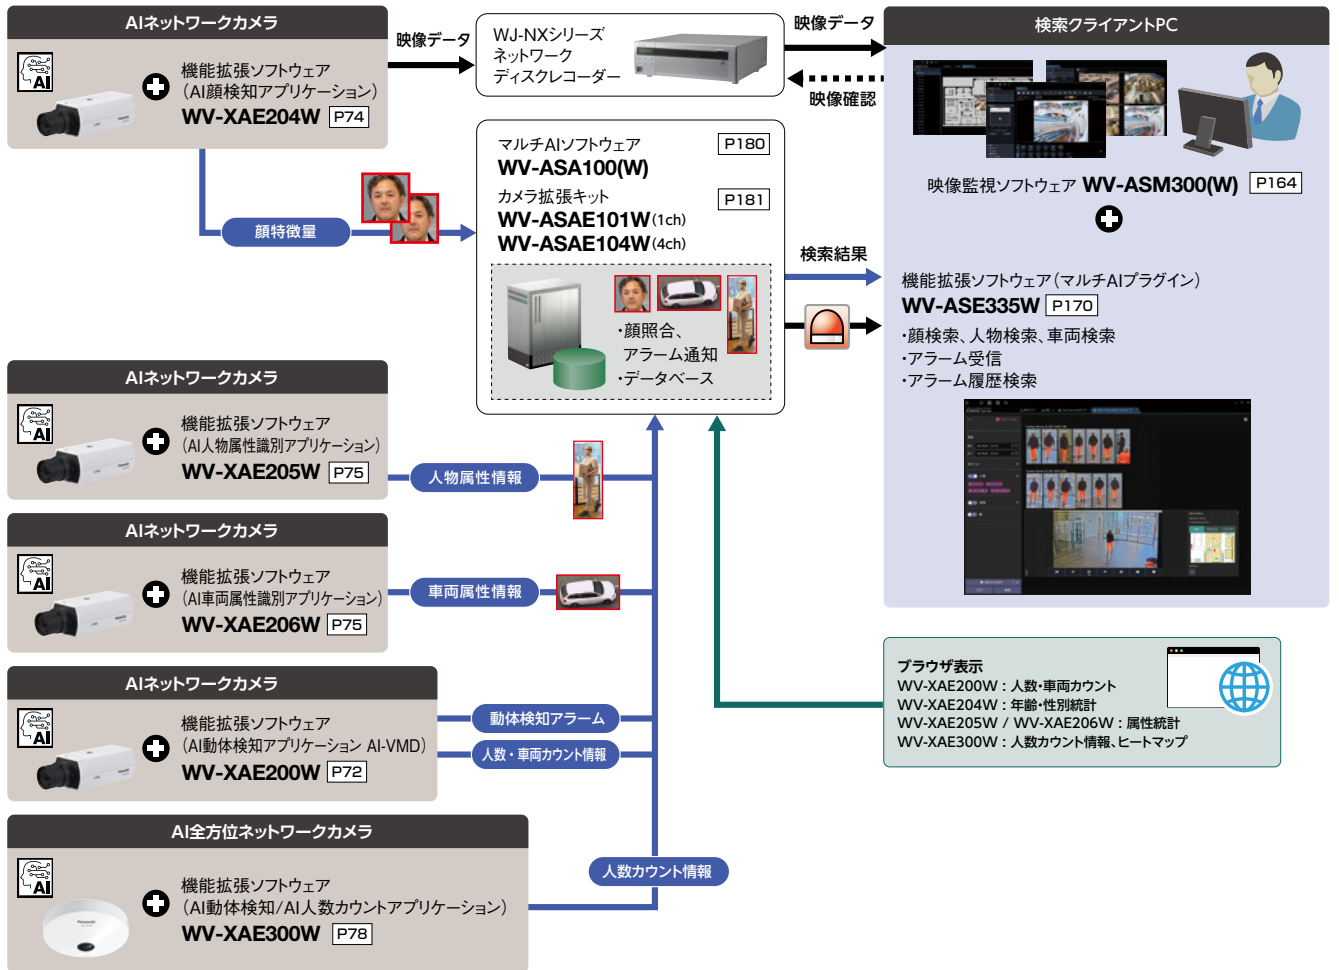 AIネットワークカメラ
AI
機能拡張ソフトウェア
（AI顔検知アプリケーション）
WV-XAE204W P74
映像データ
WJ-NXシリーズ
ネットワーク
ディスクレコーダー
映像データ
映像確認
検索クライアントPC
映像監視ソフトウェア WV-ASM300(W) P164
機能拡張ソフトウェア（マルチAIプラグイン）
WV-ASE335W P170
・顔検索、人物検索、車両検索
・アラーム受信
・アラーム履歴検索
顔特徴量
マルチAIソフトウェア P180
WV-ASA100(W)
カメラ拡張キット P181
WV-ASAE101W(1ch)
WV-ASAE104W(4ch)
・顔照合、
アラーム通知
・データベース
検索結果
AIネットワークカメラ
AI
機能拡張ソフトウェア
（AI人物属性識別アプリケーション）
WV-XAE205W P75
人物属性情報
AIネットワークカメラ
AI
機能拡張ソフトウェア
（AI車両属性識別アプリケーション）
WV-XAE206W P75
車両属性情報
AIネットワークカメラ
AI
機能拡張ソフトウェア
（AI動体検知アプリケーション AI-VMD）
WV-XAE200W P72
動体検知アラーム
人数・車両カウント情報
AI全方位ネットワークカメラ
AI
機能拡張ソフトウェア
（AI動体検知/AI人数カウントアプリケーション）
WV-XAE300W P78
人数カウント情報
ブラウザ表示
WV-XAE200W：人数・車両カウント
WV-XAE204W：年齢・性別統計
WV-XAE205W / WV-XAE206W：属性統計
WV-XAE300W：人数カウント情報、ヒートマップ